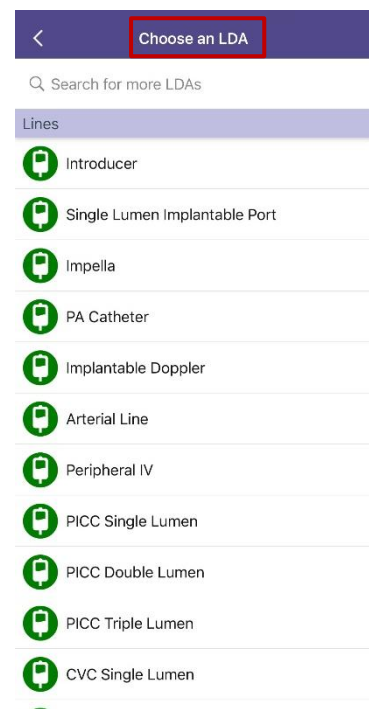 Choose an LDA
Search for more LDAs
Lines
Introducer
Single Lumen Implantable Port
Impella
PA Catheter
Implantable Doppler
Arterial Line
Peripheral IV
PICC Single Lumen
PICC Double Lumen
PICC Triple Lumen
CVC Single Lumen